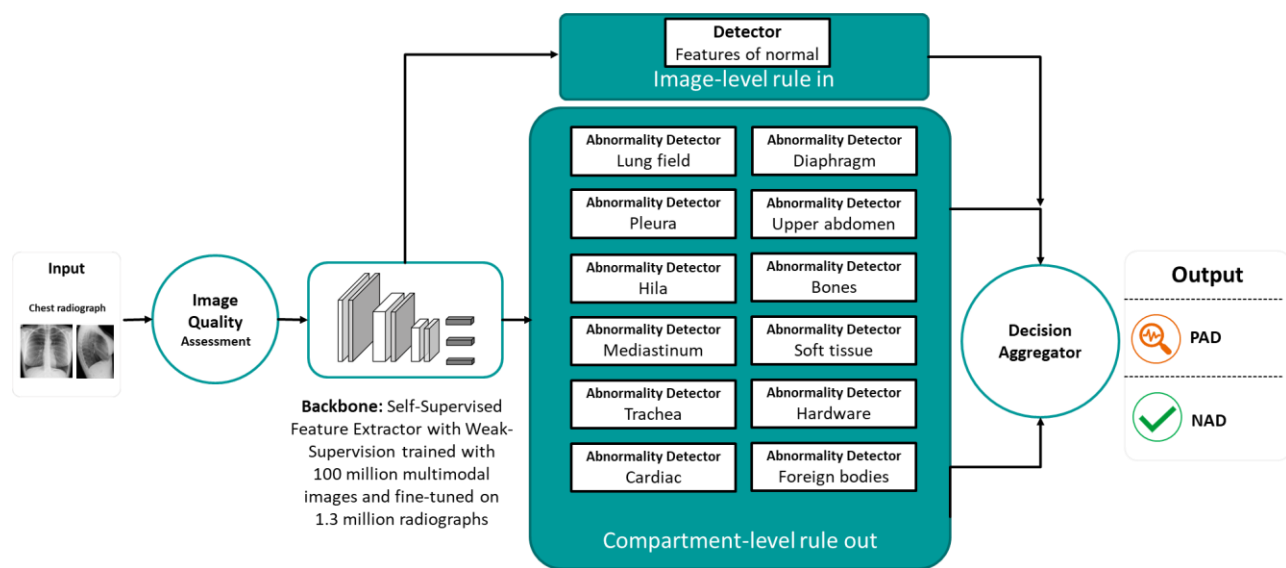 Input
Chest radiograph
Image
Quality
Assessment
Backbone: Self-Supervised
Feature Extractor with Weak-
Supervision trained with
100 million multimodal
images and fine-tuned on
1.3 million radiographs
Detector
Features of normal
Image-level rule in
Abnormality Detector
Lung field
Abnormality Detector
Diaphragm
Abnormality Detector
Pleura
Abnormality Detector
Upper abdomen
Abnormality Detector
Hila
Abnormality Detector
Bones
Abnormality Detector
Mediastinum
Abnormality Detector
Soft tissue
Abnormality Detector
Trachea
Abnormality Detector
Hardware
Abnormality Detector
Cardiac
Abnormality Detector
Foreign bodies
Compartment-level rule out
Decision
Aggregator
Output
PAD
NAD